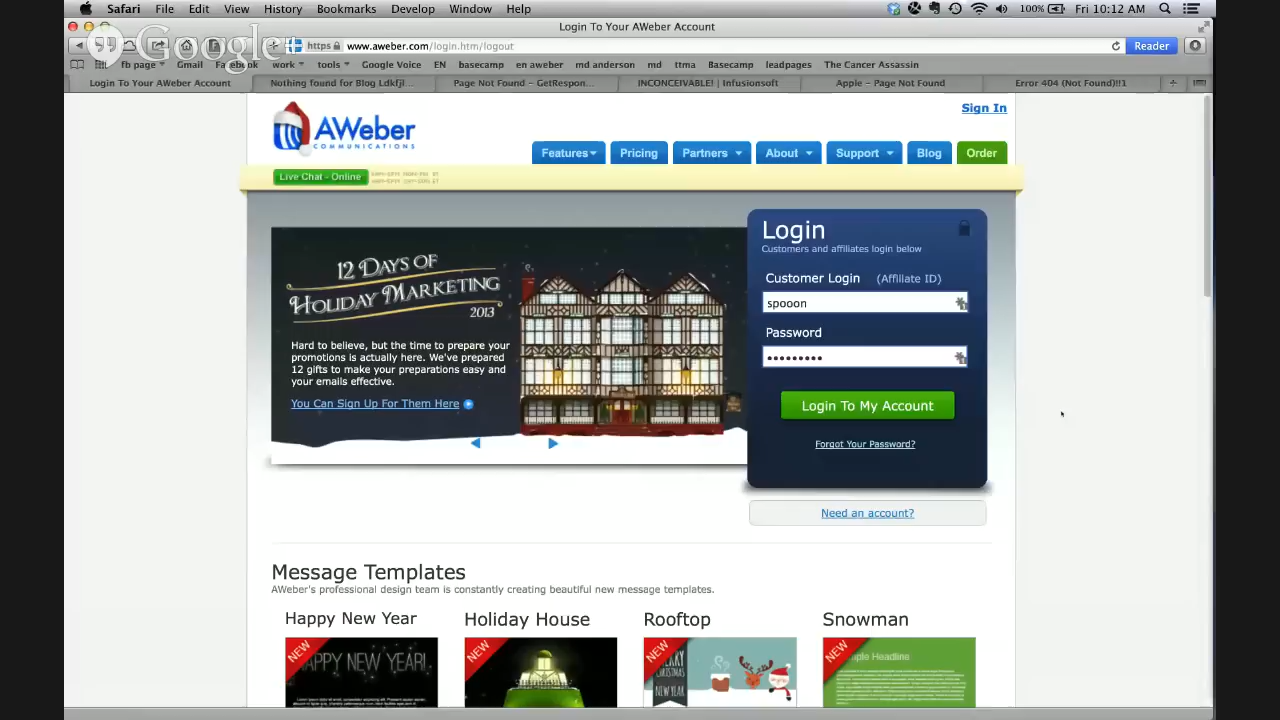 Safari File Edit View History Bookmarks Develop Window Help 100% Fri 10:12 AM
Login To Your AWeber Account
Google+
https www.aweber.com/login.htm/logout Reader
fb page Gmail Facebook work tools Google Voice EN basecamp en aweber md anderson md ttma Basecamp leadpages The Cancer Assassin
Login To Your AWeber Account Nothing found for Blog Ldkfjl... Page Not Found – GetRespon... INCONCEIVABLE! | Infusionsoft Apple – Page Not Found Error 404 (Not Found)!!1
Sign In
AWeber
COMMUNICATIONS
Features Pricing Partners About Support Blog Order
Live Chat - Online
Login
Customers and affiliates login below
12 DAYS OF
HOLIDAY MARKETING
2013
Customer Login (Affiliate ID)
spooon
Password
•••••••••
Hard to believe, but the time to prepare your
promotions is actually here. We've prepared
12 gifts to make your preparations easy and
your emails effective.
You Can Sign Up For Them Here
Login To My Account
Forgot Your Password?
Need an account?
Message Templates
AWeber's professional design team is constantly creating beautiful new message templates.
Happy New Year Holiday House Rooftop Snowman
NEW NEW NEW NEW
HAPPY NEW YEAR!
MERRY
CHRISTMAS
NEW YEAR
ple Headline